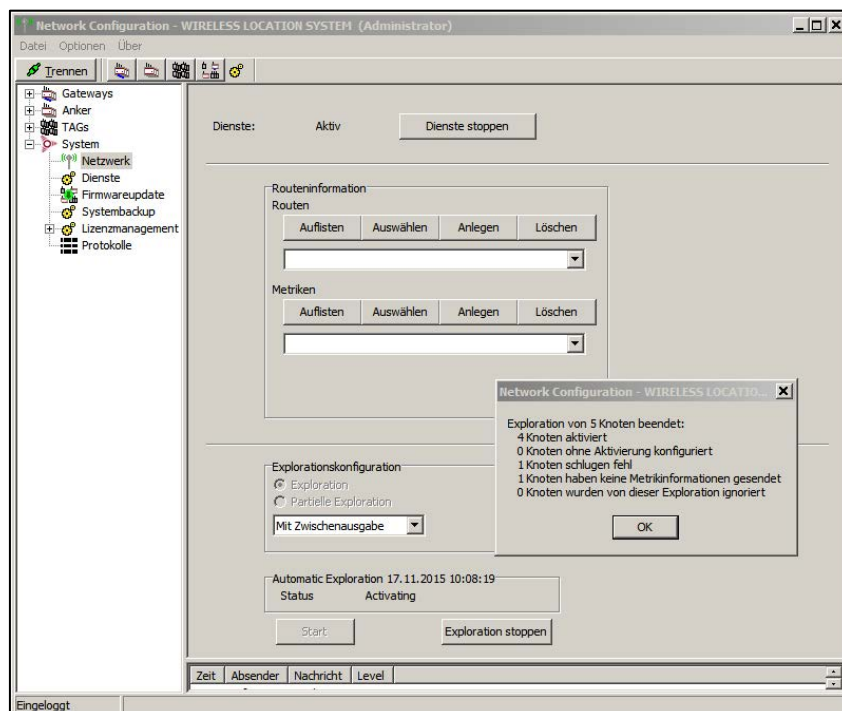 Network Configuration - WIRELESS LOCATION SYSTEM (Administrator)
Datei Optionen Über
Trennen
Gateways
Anker
TAGs
System
Netzwerk
Dienste
Firmwareupdate
Systembackup
Lizenzmanagement
Protokolle
Dienste: Aktiv Dienste stoppen
Routeninformation
Routen
Auflisten Auswählen Anlegen Löschen
Metriken
Auflisten Auswählen Anlegen Löschen
Network Configuration - WIRELESS LOCATIO...
Exploration von 5 Knoten beendet:
4 Knoten aktiviert
0 Knoten ohne Aktivierung konfiguriert
1 Knoten schlugen fehl
1 Knoten haben keine Metrikinformationen gesendet
0 Knoten wurden von dieser Exploration ignoriert
OK
Explorationskonfiguration
Exploration
Partielle Exploration
Mit Zwischenausgabe
Automatic Exploration 17.11.2015 10:08:19
Status Activating
Start Exploration stoppen
Zeit Absender Nachricht Level
Eingeloggt